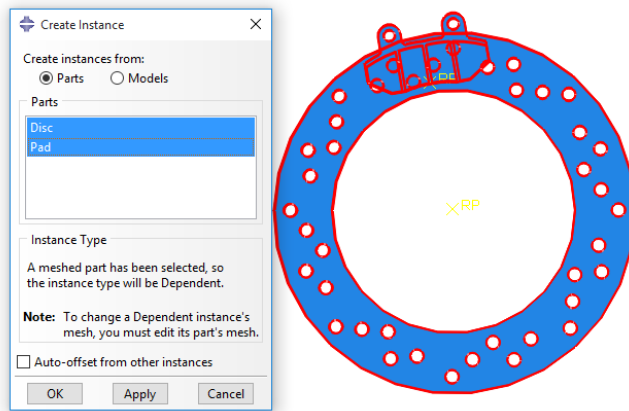 Create Instance
Create instances from:
Parts Models
Parts
Disc
Pad
Instance Type
A meshed part has been selected, so
the instance type will be Dependent.
Note: To change a Dependent instance's
mesh, you must edit its part's mesh.
Auto-offset from other instances
OK Apply Cancel
RP
RP